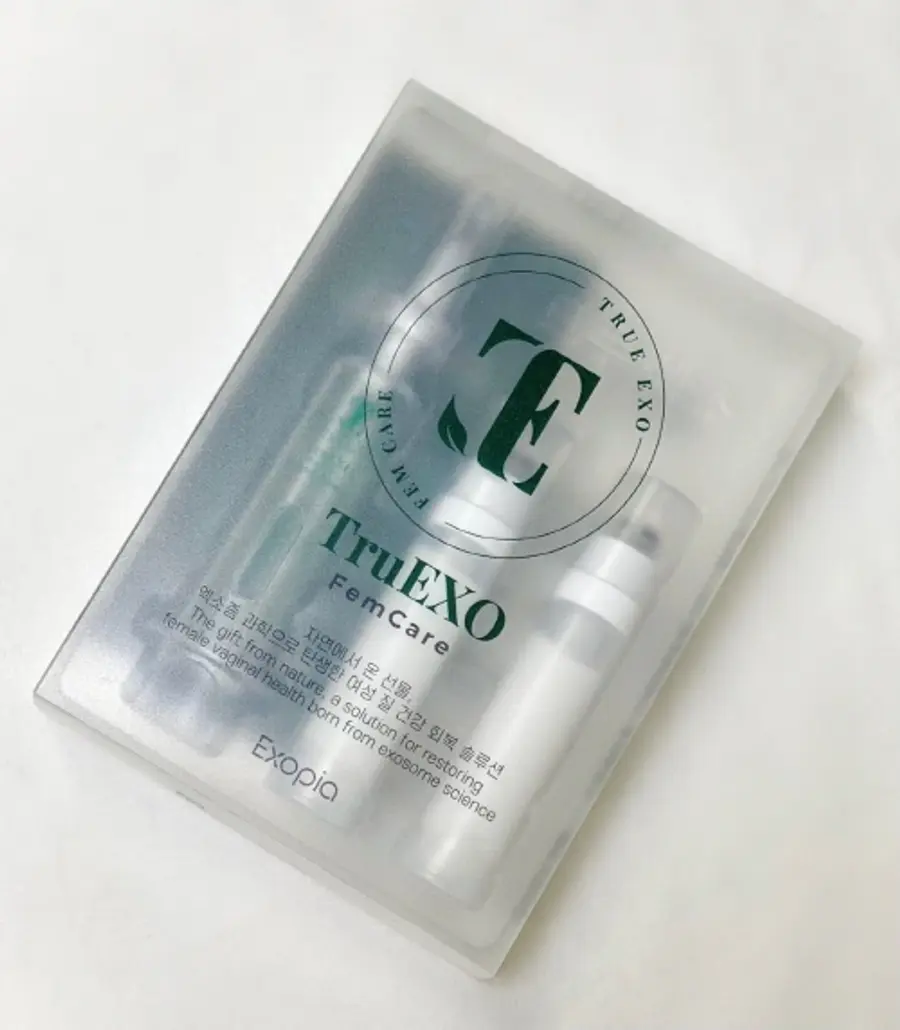 TRUE EXO
FEM CARE
TE
TruEXO
FemCare
자연에서 온 선물,
엑소좀 과학으로 탄생한 여성 질 건강 회복 솔루션
The gift from nature, a solution for restoring
female vaginal health born from exosome science
Exopia